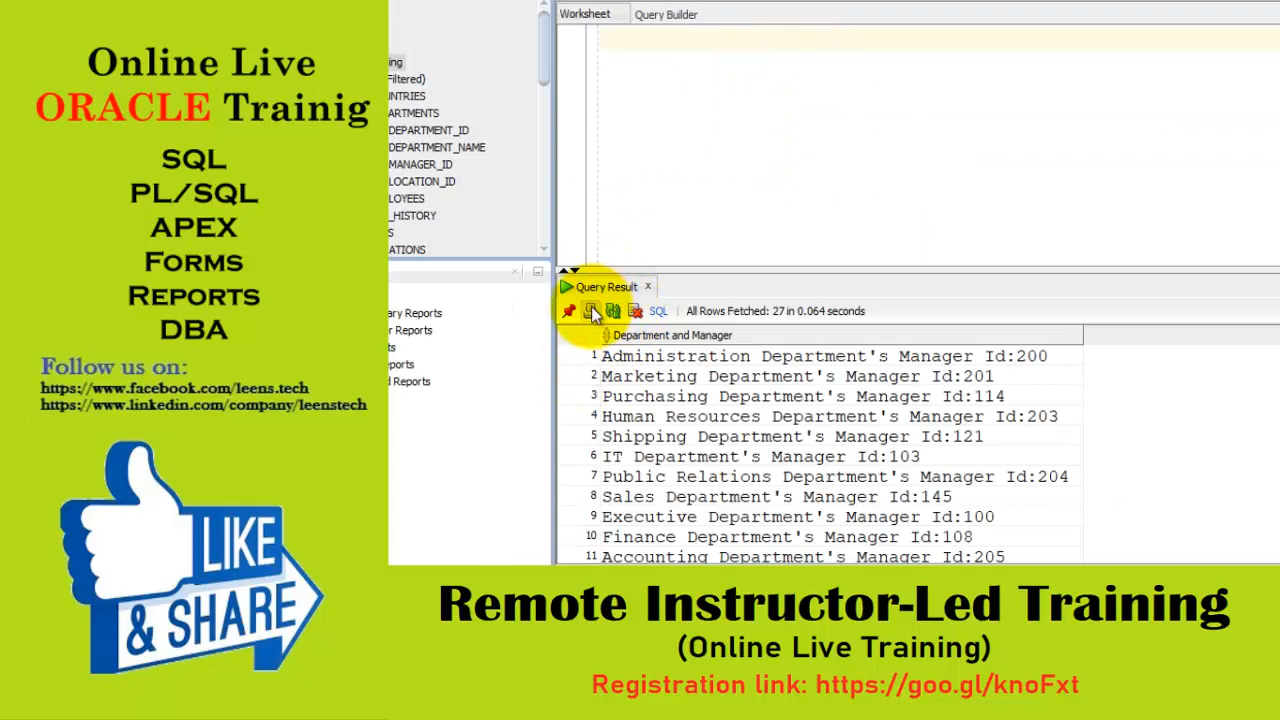 Online Live
ORACLE Trainig
SQL
PL/SQL
APEX
Forms
Reports
DBA
Follow us on:
https://www.facebook.com/leens.tech
https://www.linkedin.com/company/leenstech
LIKE
& SHARE
ing
Filtered)
NTRIES
ARTMENTS
DEPARTMENT_ID
DEPARTMENT_NAME
MANAGER_ID
LOCATION_ID
LOYEES
_HISTORY
S
ATIONS
ary Reports
r Reports
ts
ports
d Reports
Worksheet Query Builder
Query Result x
SQL | All Rows Fetched: 27 in 0.064 seconds
Department and Manager
1 Administration Department's Manager Id:200
2 Marketing Department's Manager Id:201
3 Purchasing Department's Manager Id:114
4 Human Resources Department's Manager Id:203
5 Shipping Department's Manager Id:121
6 IT Department's Manager Id:103
7 Public Relations Department's Manager Id:204
8 Sales Department's Manager Id:145
9 Executive Department's Manager Id:100
10 Finance Department's Manager Id:108
11 Accounting Department's Manager Id:205
Remote Instructor-Led Training
(Online Live Training)
Registration link: https://goo.gl/knoFxt